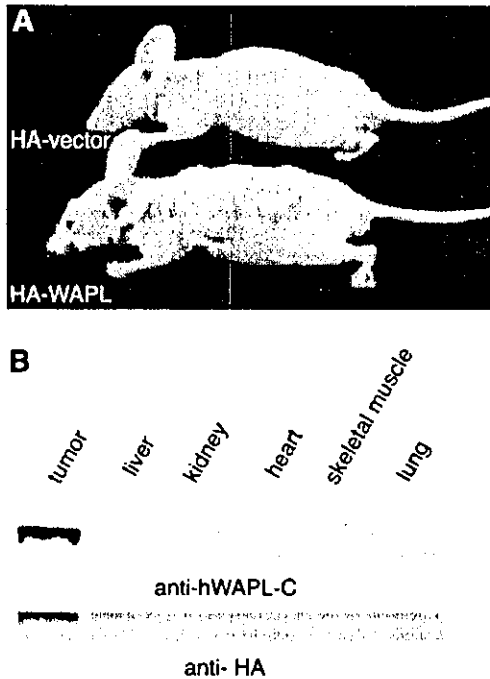 A
HA-vector
HA-WAPL
B
tumor
liver
kidney
heart
skeletal muscle
lung
anti-hWAPL-C
anti- HA